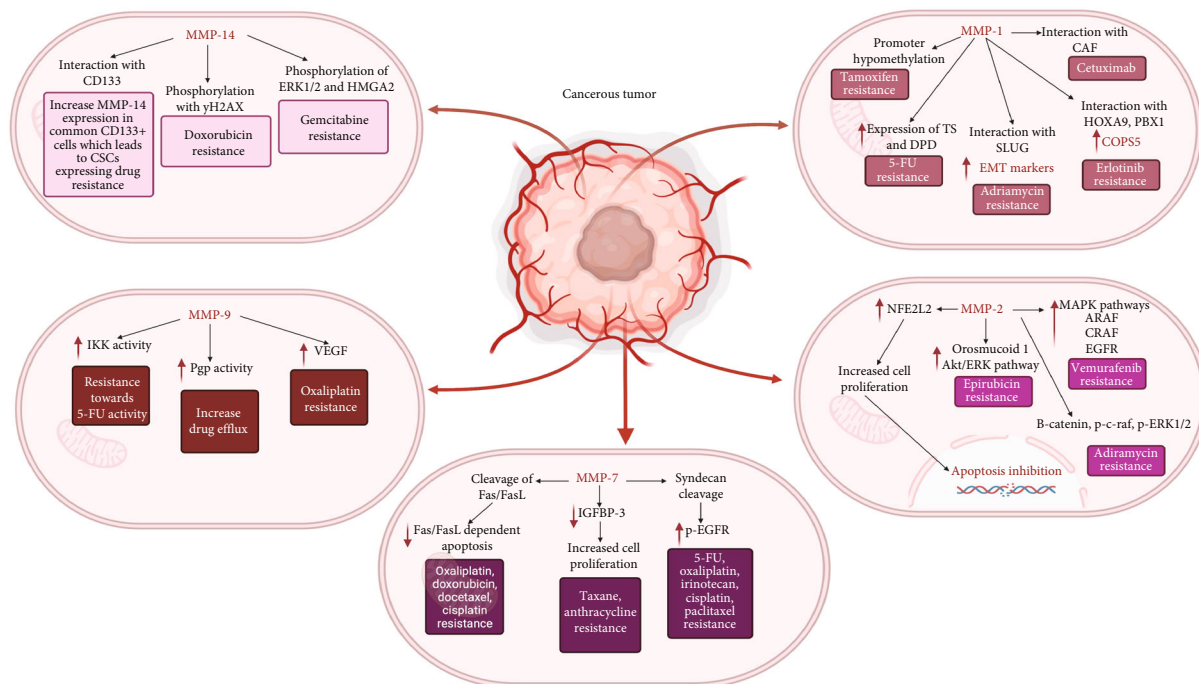 MMP-14
Interaction with
CD133
Increase MMP-14
expression in
common CD133+
cells which leads
to CSCs
expressing drug
resistance
Phosphorylation
with yH2AX
Doxorubicin
resistance
Phosphorylation of
ERK1/2 and HMGA2
Gemcitabine
resistance
Cancerous tumor
MMP-1
Promoter
hypomethylation
Tamoxifen
resistance
Interaction with
CAF
Cetuximab
Expression of TS
and DPD
5-FU
resistance
Interaction with
SLUG
EMT markers
Adriamycin
resistance
Interaction with
HOXA9, PBX1
COPS5
Erlotinib
resistance
MMP-9
IKK activity
Resistance
towards
5-FU activity
Pgp activity
Increase
drug efflux
VEGF
Oxaliplatin
resistance
MMP-2
NFE2L2
Increased cell
proliferation
Apoptosis inhibition
Orosmucoid 1
Akt/ERK pathway
Epirubicin
resistance
MAPK pathways
ARAF
CRAF
EGFR
Vemurafenib
resistance
B-catenin, p-c-raf, p-ERK1/2
Adiramycin
resistance
MMP-7
Cleavage of
Fas/FasL
Fas/FasL dependent
apoptosis
Oxaliplatin,
doxorubicin,
docetaxel,
cisplatin
resistance
IGFBP-3
Increased cell
proliferation
Taxane,
anthracycline
resistance
Syndecan
cleavage
p-EGFR
5-FU,
oxaliplatin,
irinotecan,
cisplatin,
paclitaxel
resistance